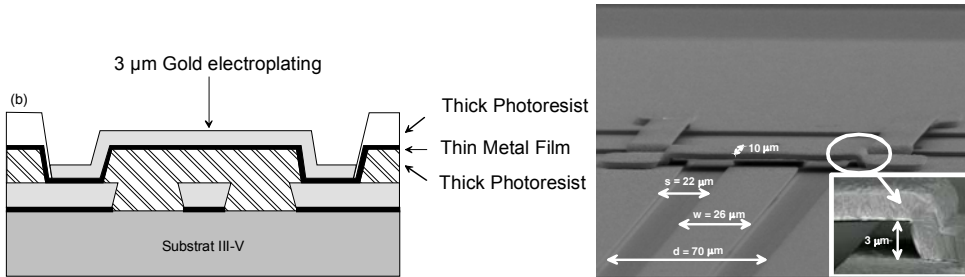 3 µm Gold electroplating
(b)
Thick Photoresist
Thin Metal Film
Thick Photoresist
Substrat III-V
10 µm
s = 22 µm
w = 26 µm
d = 70 µm
3 µm